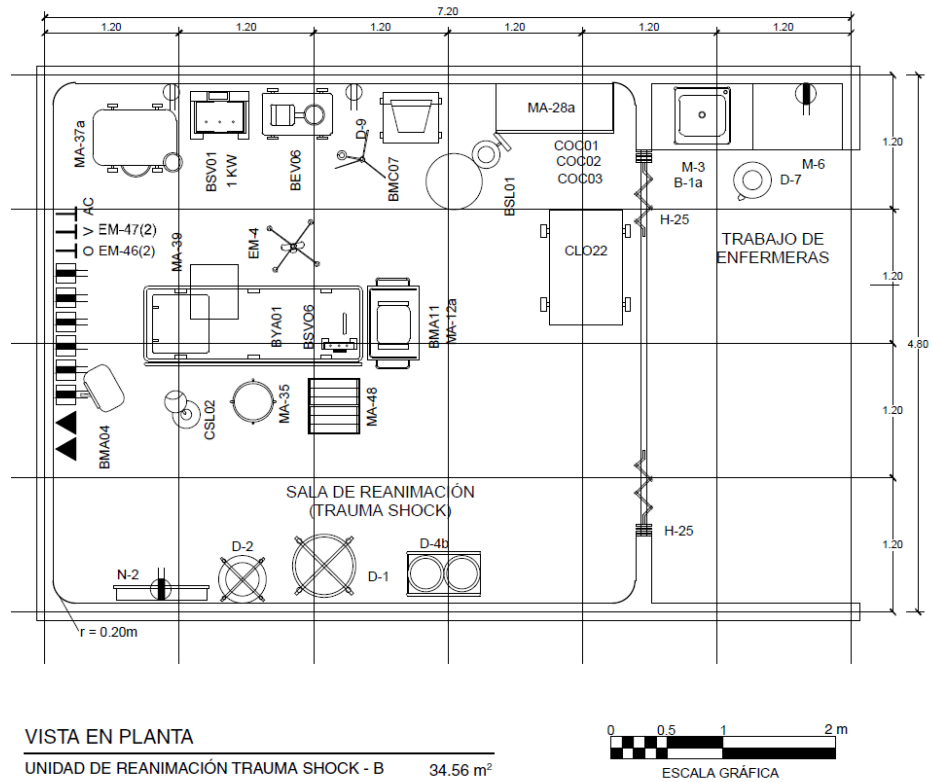 7.20
1.20 1.20 1.20 1.20 1.20 1.20
MA-37a
BSV01
1 KW
BEV06
D-9
BMC07
MA-28a
COC01
COC02
COC03
BSL01
M-3
B-1a
M-6
D-7
H-25
TRABAJO DE
ENFERMERAS
AC
V EM-47(2)
O EM-46(2)
MA-39
EM-4
CLO22
BYA01
BSVO6
BMA11
MA-12a
BMA04
CSL02
MA-35
MA-48
1.20
1.20
4.80
1.20
1.20
SALA DE REANIMACIÓN
(TRAUMA SHOCK)
H-25
N-2
D-2
D-1
D-4b
r = 0.20m
VISTA EN PLANTA
UNIDAD DE REANIMACIÓN TRAUMA SHOCK - B 34.56 m²
0 0.5 1 2 m
ESCALA GRÁFICA